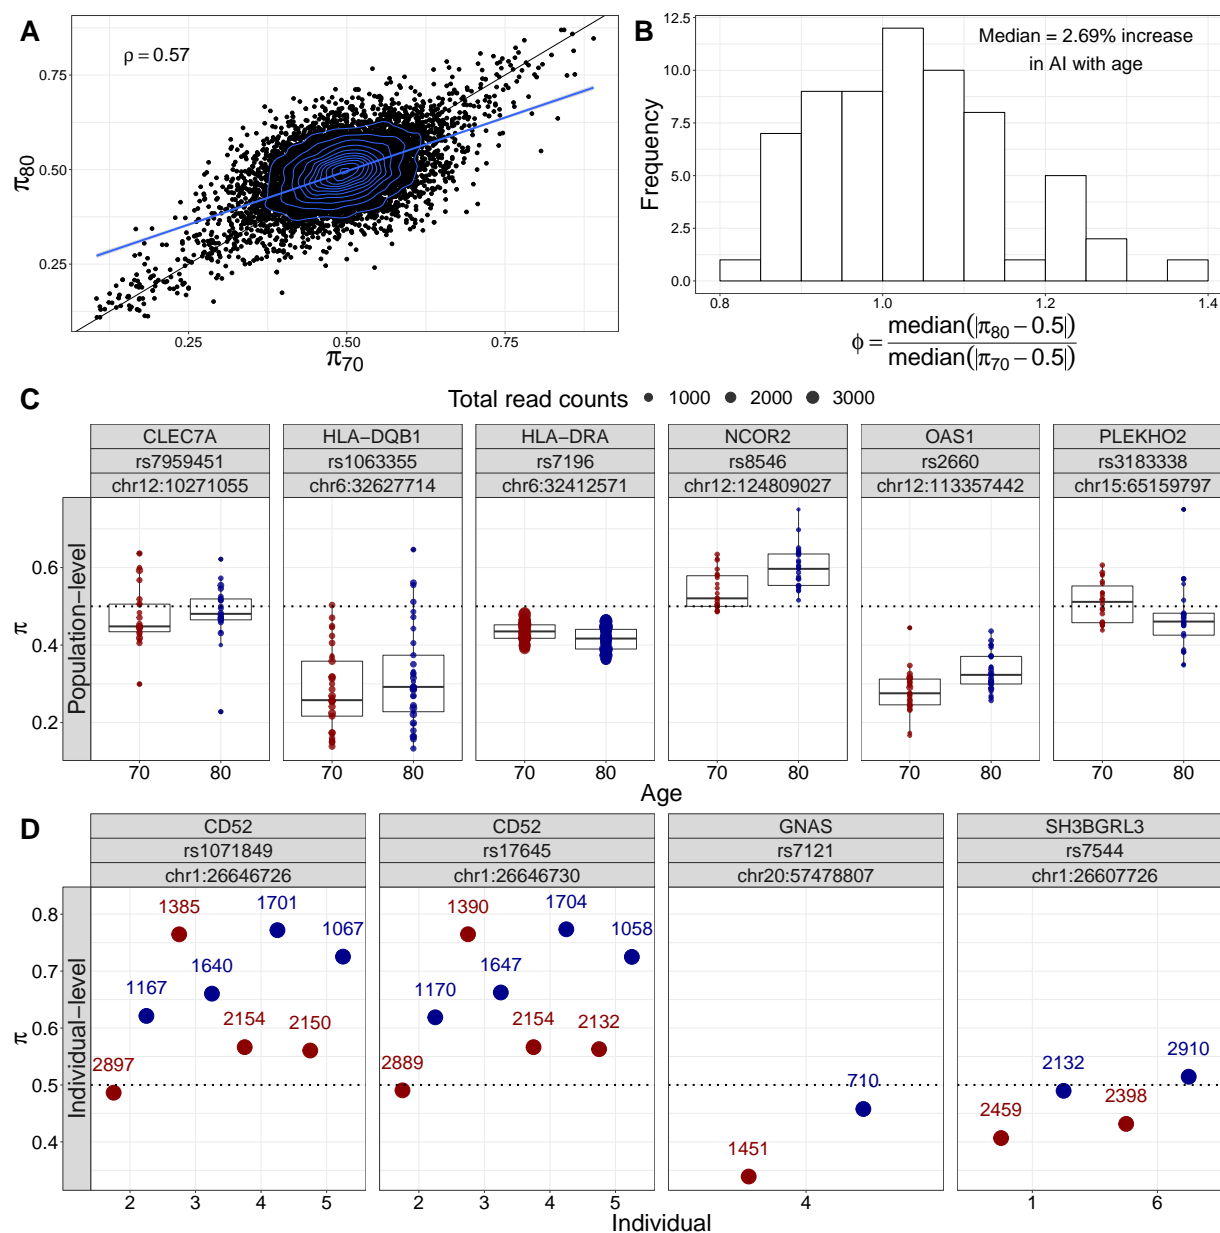 A
ρ = 0.57
0.75
0.50
0.25
π80
0.25
0.50
0.75
π70
B
Median = 2.69% increase
in AI with age
12.5
10.0
7.5
5.0
2.5
0.0
Frequency
0.8
1.0
1.2
1.4
ϕ = median(|π80 − 0.5|)
median(|π70 − 0.5|)
C
Total read counts 1000 2000 3000
CLEC7A HLA−DQB1 HLA−DRA NCOR2 OAS1 PLEKHO2
rs7959451 rs1063355 rs7196 rs8546 rs2660 rs3183338
chr12:10271055 chr6:32627714 chr6:32412571 chr12:124809027 chr12:113357442 chr15:65159797
π
0.6
0.4
0.2
Population−level
70 80 70 80 70 80 70 80 70 80 70 80
Age
D
CD52 CD52 GNAS SH3BGRL3
rs1071849 rs17645 rs7121 rs7544
chr1:26646726 chr1:26646730 chr20:57478807 chr1:26607726
π
0.8
0.7
0.6
0.5
0.4
Individual−level
2897
1167
1385
1640
2154
1701
2150
1067
2889
1170
1390
1647
2154
1704
2132
1058
1451
710
2459
2132
2398
2910
2 3 4 5 2 3 4 5 4 1 6
Individual